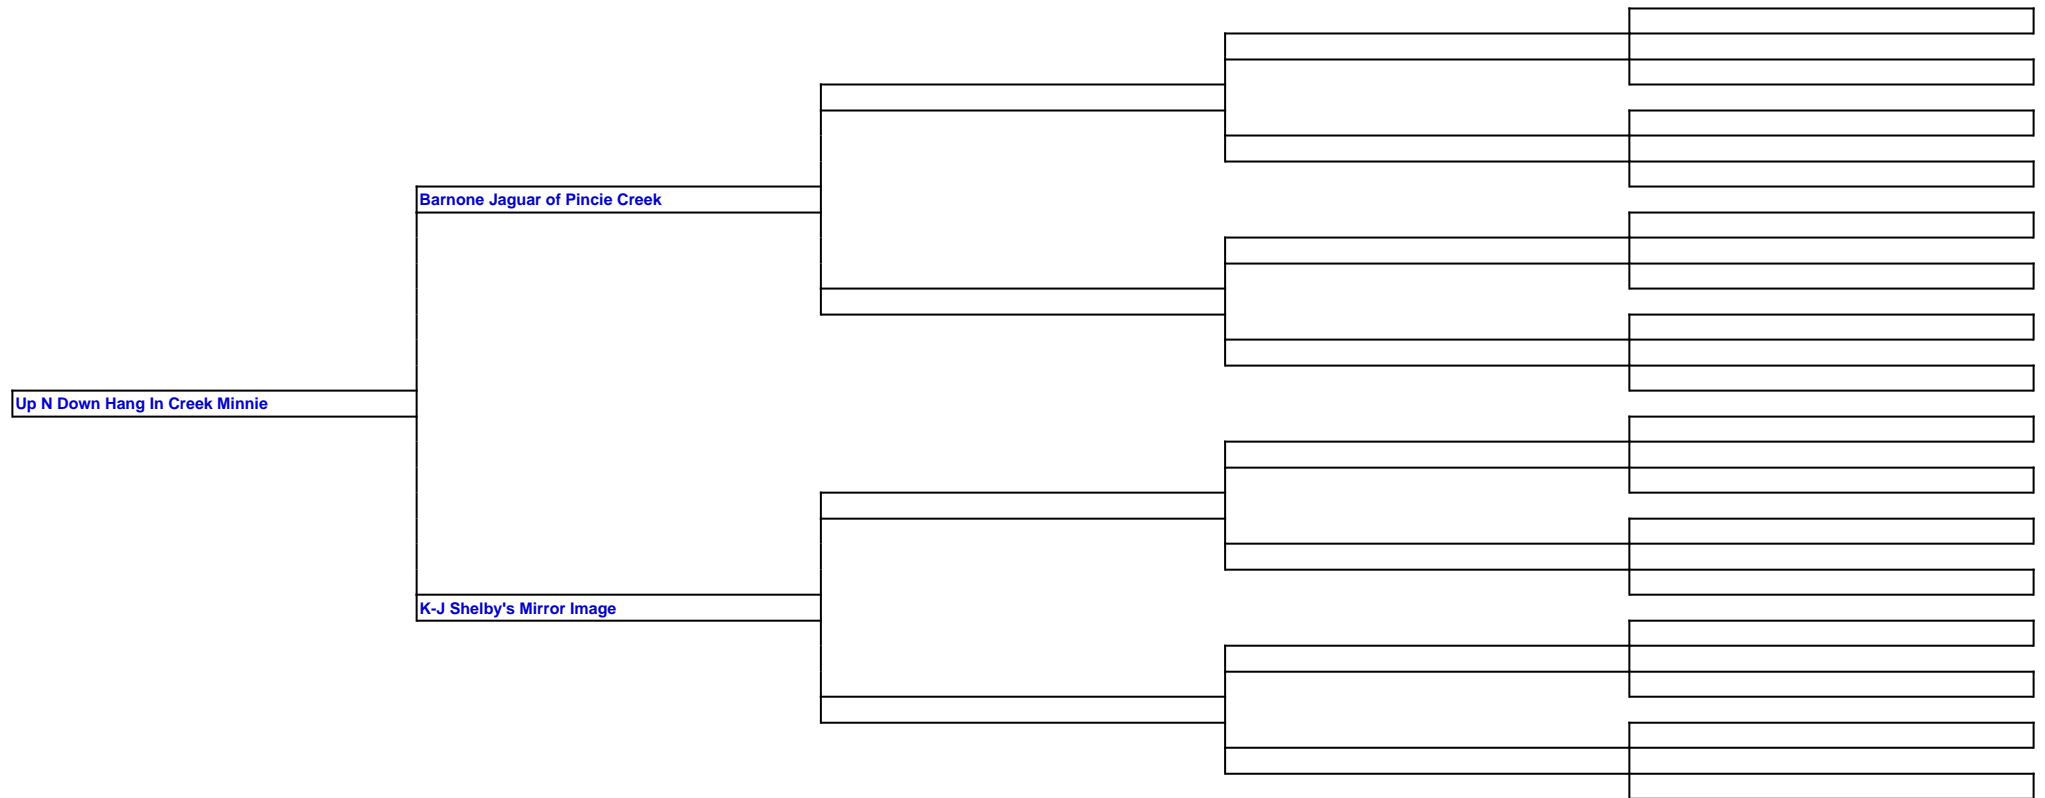 Barnone Jaguar of Pincie Creek
Up N Down Hang In Creek Minnie
K-J Shelby's Mirror Image